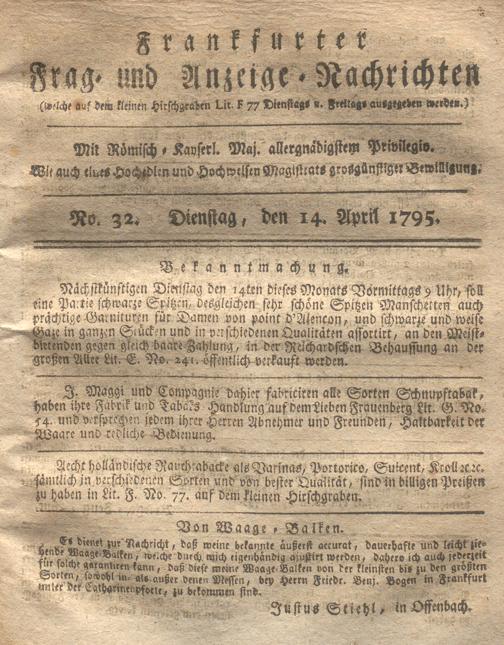 Frankfurter
Frag- und Anzeige-Nachrichten
(welche auf dem kleinen Hirschgraben Lit. F 77 Dienstags u. Freitags ausgegeben werden.)
Mit Römisch-Kayserl. Maj. allergnädigstem Privilegio.
Wie auch eines Hochedlen und Hochweisen Magistrats grosgünstiger Bewilligung.
No. 32. Dienstag, den 14. April 1795.
Bekanntmachung.
Nächstkünftigen Dienstag den 14ten dieses Monats Vormittags 9 Uhr, soll
eine Partie schwarze Spitzen, desgleichen sehr schöne Spitzen Manschetten auch
prächtige Garnituren für Damen von point d'Alencon, und schwarze und weise
Gaze in ganzen Stücken und in verschiedenen Qualitäten assortirt, an den Meist-
bietenden gegen gleich baare Zahlung, in der Reichardschen Behaussung an der
großen Allee Lit. E. No. 241. öffentlich verkauft werden.
J. Maggi und Compagnie dahier fabriciren alle Sorten Schnupftabak,
haben ihre Fabrik und Tabaks Handlung auf dem Lieben Frauenberg Lit. G. No.
54. und versprechen jedem ihrer Herren Abnehmer und Freunden, Haltbarkeit der
Waare und redliche Bedienung.
Aecht holländische Rauchtabacke als Varinas, Portorico, Suicent, Kroll ꝛc.ꝛc.
sämtlich in verschiedenen Sorten und von bester Qualität, sind in billigen Preißen
zu haben in Lit. F. No. 77. auf dem kleinen Hirschgraben.
Von Waage-Balken.
Es dienet zur Nachricht, daß meine bekannte äußerst accurat, dauerhafte und leicht zie-
hende Waage-Balken, welche durch mich eigenhändig ajustirt werden, dahero ich auch jederzeit
für solche garantiren kann, daß diese meine Waage-Balken von der kleinsten bis zu den größten
Sorten, sowohl in- als außer denen Messen, bey Herrn Friedr. Benj. Bogen in Frankfurt
unter der Catharinenpforte, zu bekommen sind.
Justus Stiehl, in Offenbach.